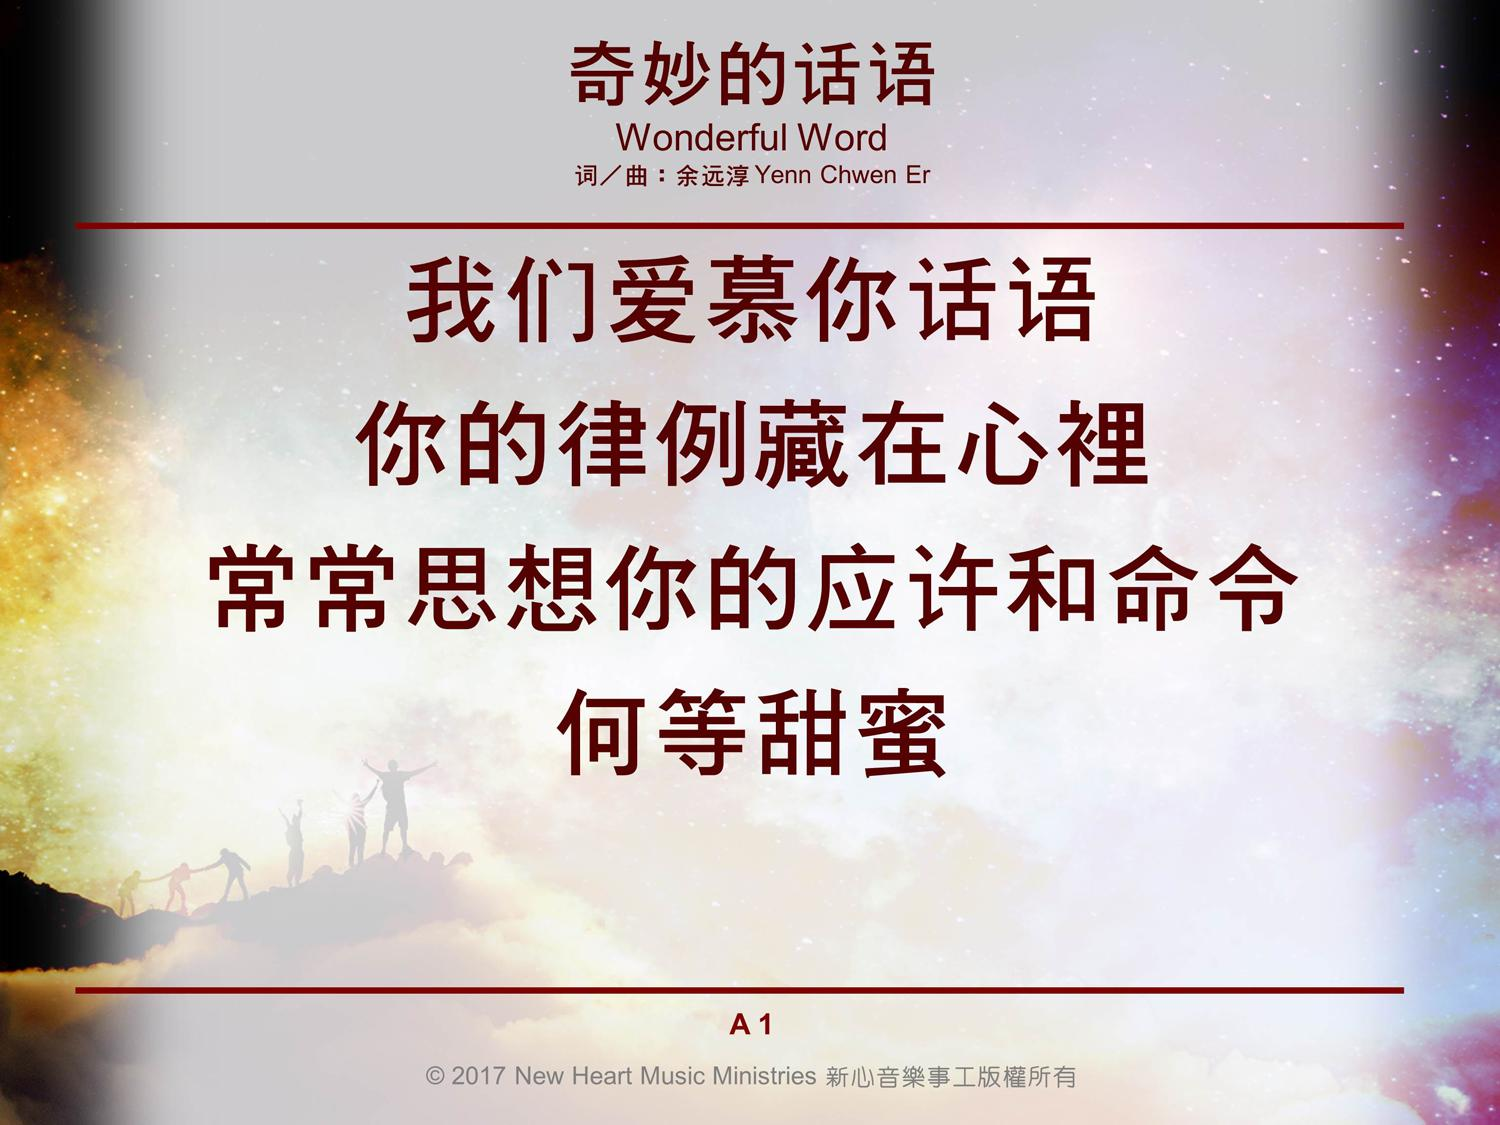 奇妙的话语
Wonderful Word
词／曲：余远淳 Yenn Chwen Er
我们爱慕你话语
你的律例藏在心裡
常常思想你的应许和命令
何等甜蜜
A 1
© 2017 New Heart Music Ministries 新心音樂事工版權所有